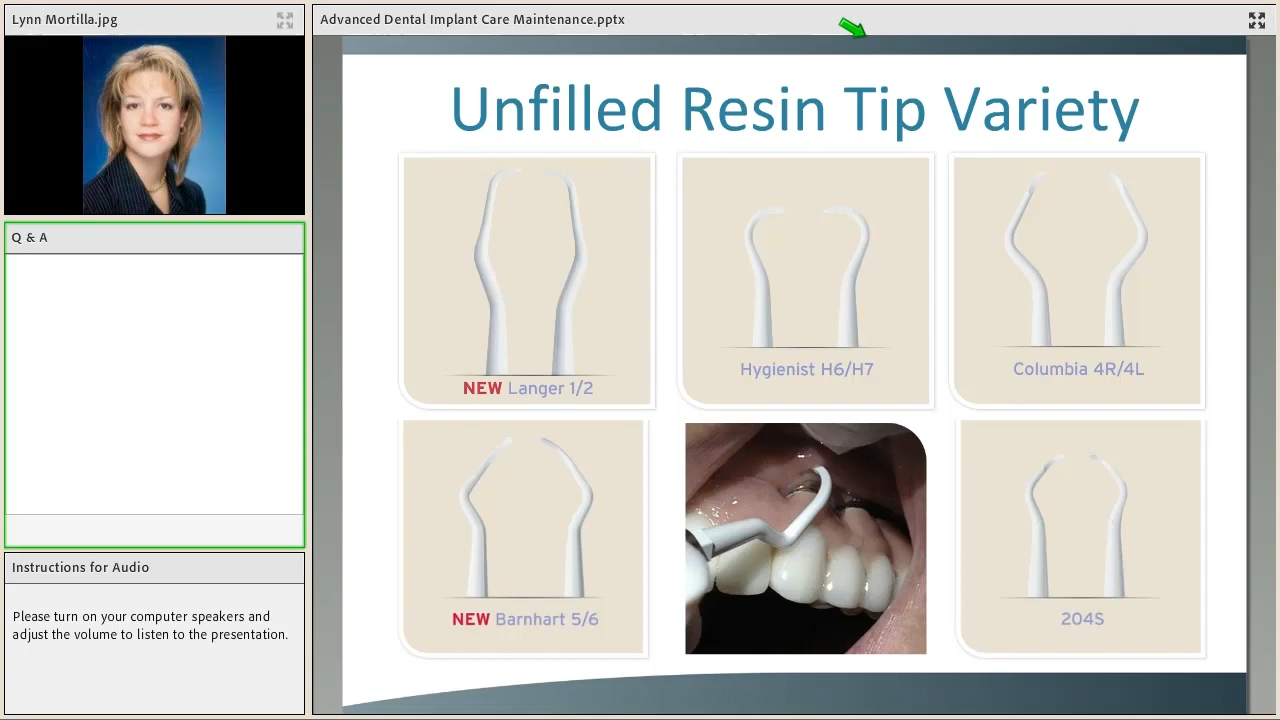 Lynn Mortilla.jpg
Advanced Dental Implant Care Maintenance.pptx
Unfilled Resin Tip Variety
NEW Langer 1/2
Hygienist H6/H7
Columbia 4R/4L
NEW Barnhart 5/6
204S
Q & A
Instructions for Audio
Please turn on your computer speakers and
adjust the volume to listen to the presentation.